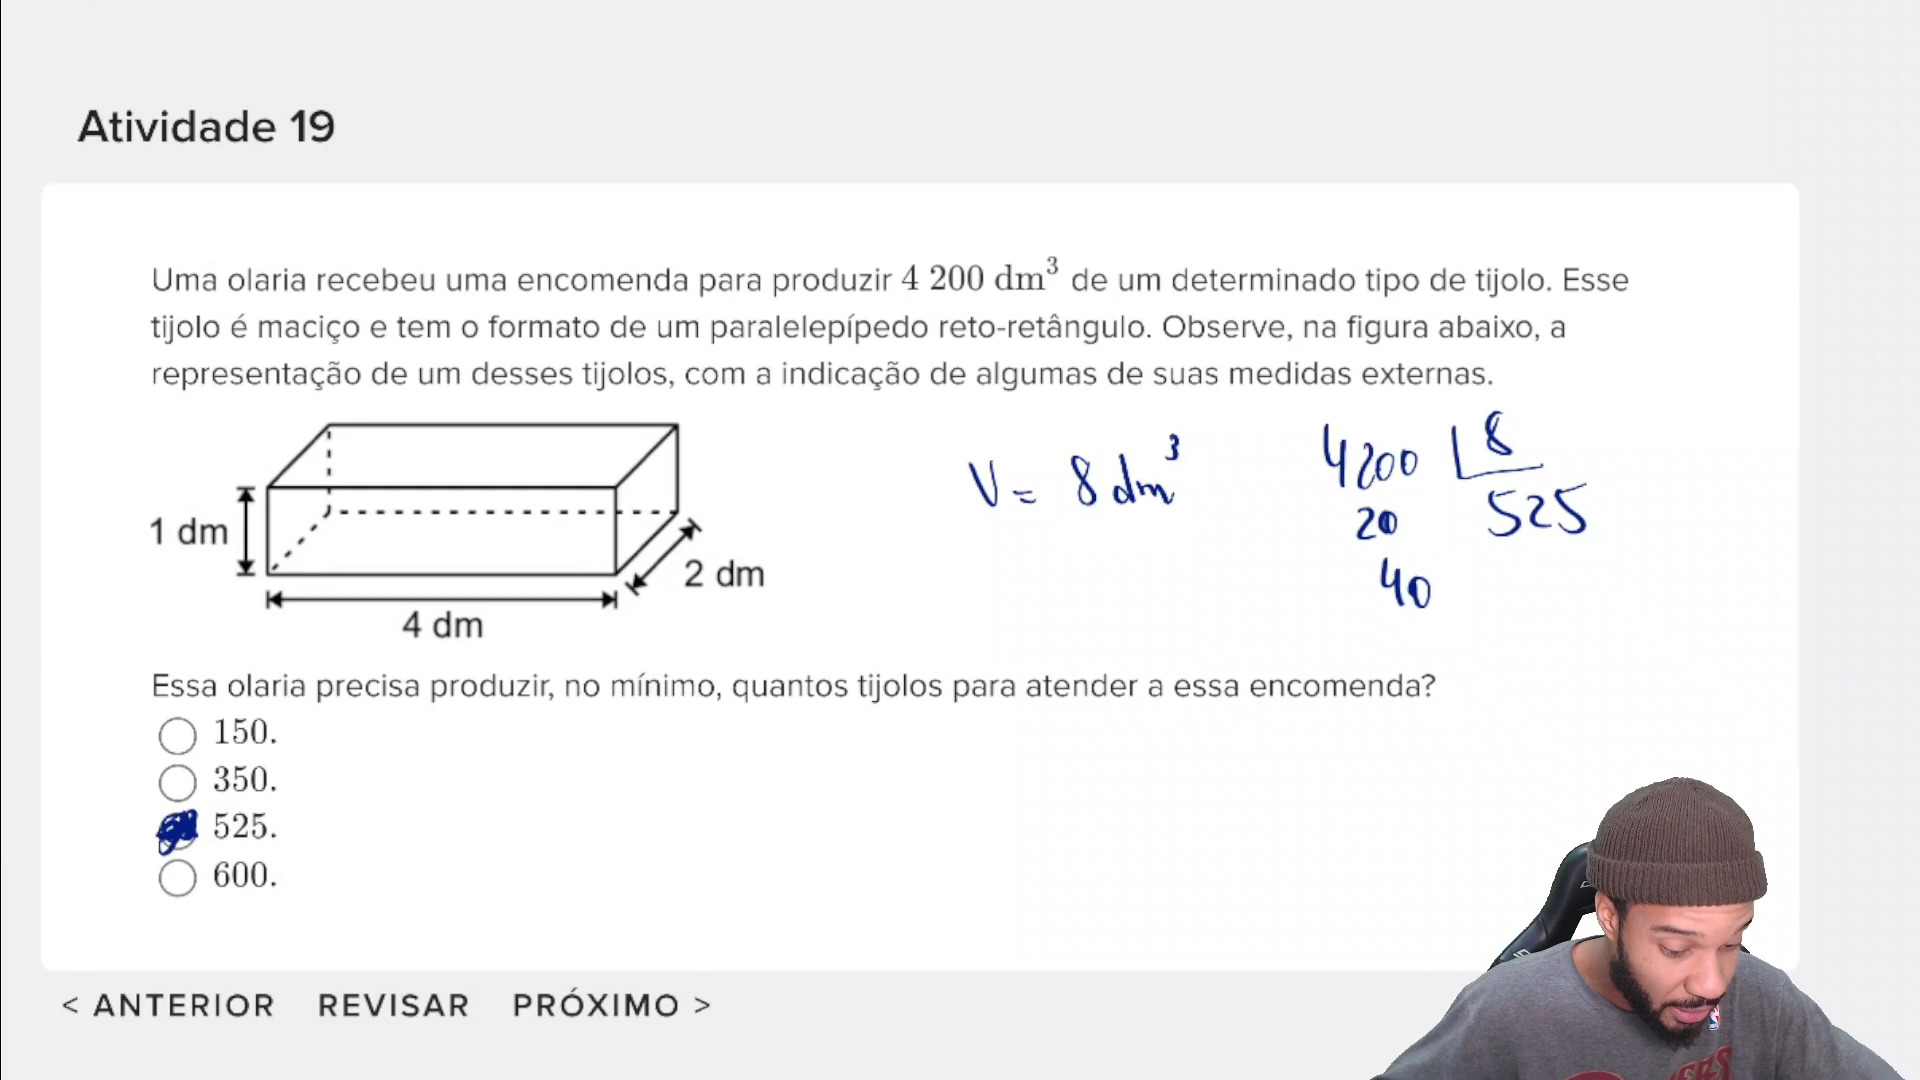 Atividade 19
Uma olaria recebeu uma encomenda para produzir 4 200 dm³ de um determinado tipo de tijolo. Esse
tijolo é maciço e tem o formato de um paralelepípedo reto-retângulo. Observe, na figura abaixo, a
representação de um desses tijolos, com a indicação de algumas de suas medidas externas.
1 dm
2 dm
4 dm
V = 8 dm³
4200 8
20 525
40
Essa olaria precisa produzir, no mínimo, quantos tijolos para atender a essa encomenda?
150.
350.
525.
600.
< ANTERIOR REVISAR PRÓXIMO >